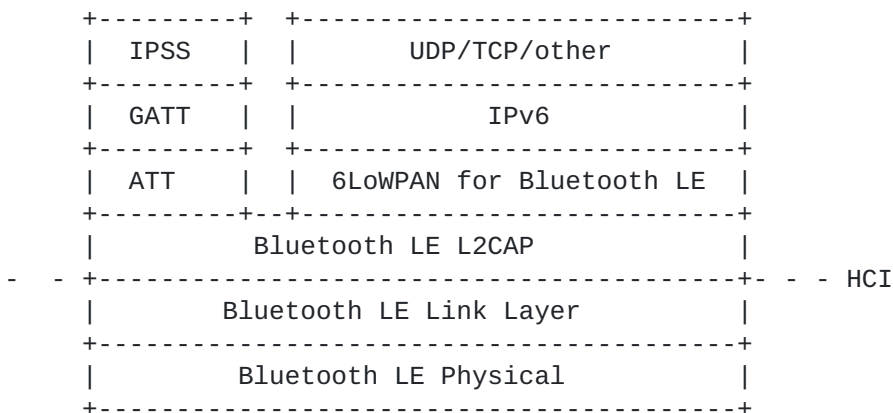 +---------+  +----------------------------+
|  IPSS   |  |       UDP/TCP/other        |
+---------+  +----------------------------+
|  GATT   |  |            IPv6            |
+---------+  +----------------------------+
|  ATT    |  |  6LoWPAN for Bluetooth LE  |
+---------+--+----------------------------+
|          Bluetooth LE L2CAP             |
-  - +-----------------------------------------+- - - HCI
|        Bluetooth LE Link Layer          |
+-----------------------------------------+
|         Bluetooth LE Physical           |
+-----------------------------------------+